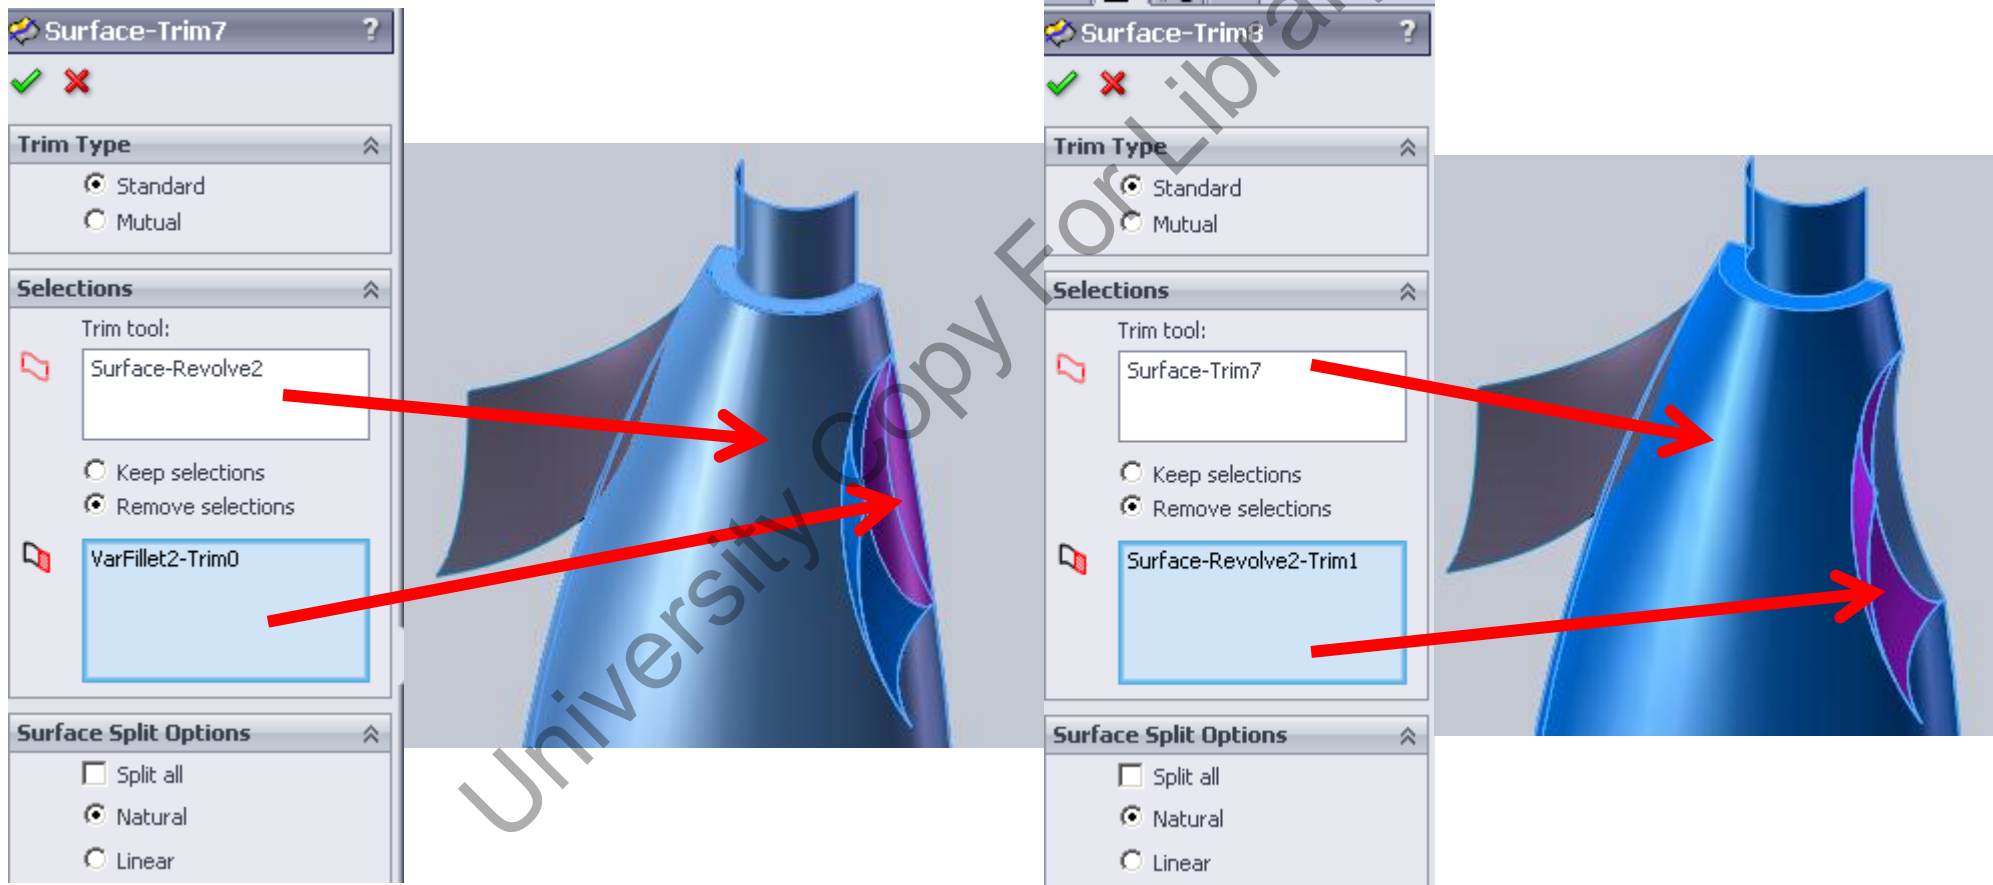 Surface-Trim7 ?
Trim Type
Standard
Mutual
Selections
Trim tool:
Surface-Revolve2
Keep selections
Remove selections
VarFillet2-Trim0
Surface Split Options
Split all
Natural
Linear
Surface-Trim8 ?
Trim Type
Standard
Mutual
Selections
Trim tool:
Surface-Trim7
Keep selections
Remove selections
Surface-Revolve2-Trim1
Surface Split Options
Split all
Natural
Linear
University Copy For Librar